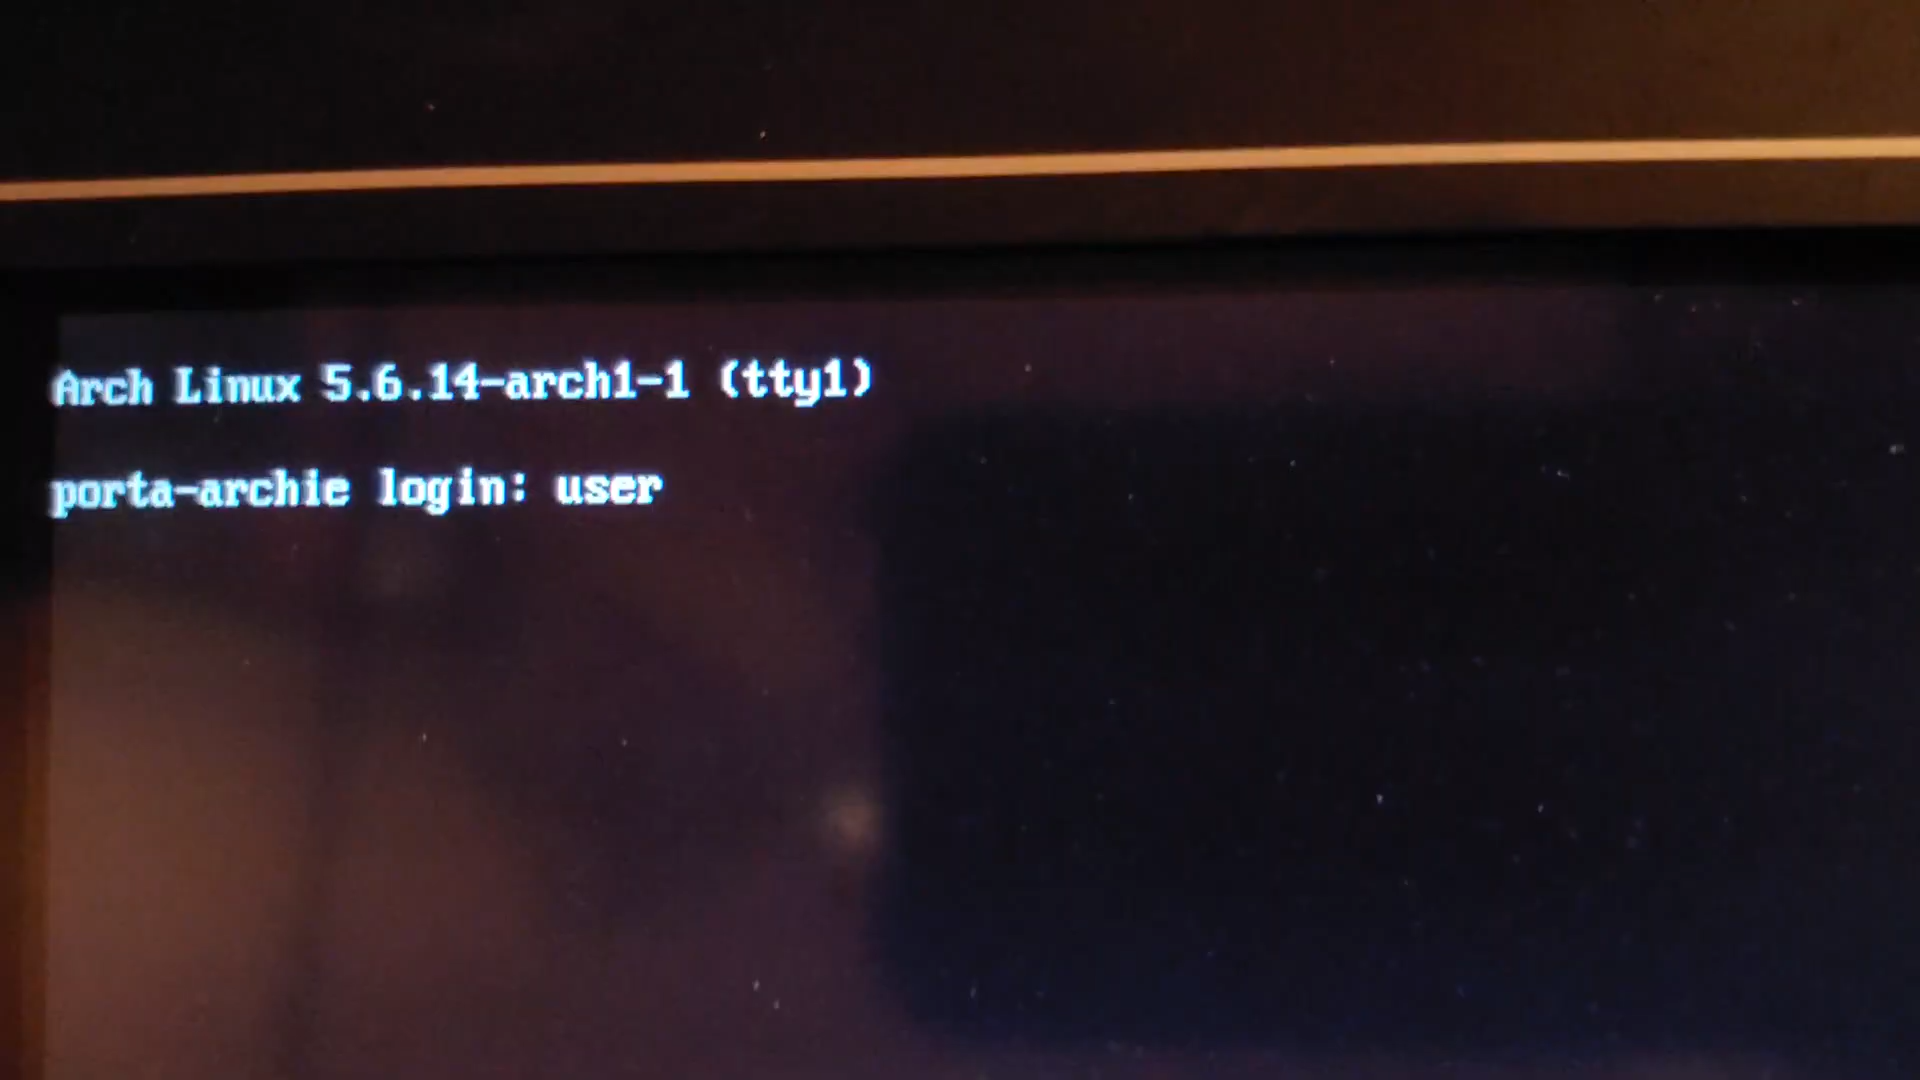 Arch Linux 5.6.14-arch1-1 (tty1)
porta-archie login: user